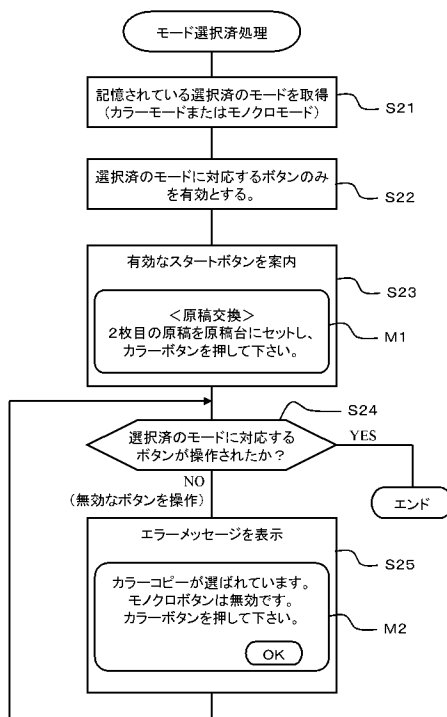 モード選択済処理
記憶されている選択済のモードを取得
(カラーモードまたはモノクロモード)
S21
選択済のモードに対応するボタンのみ
を有効とする。
S22
有効なスタートボタンを案内
S23
＜原稿交換＞
2枚目の原稿を原稿台にセットし、
カラーボタンを押して下さい。
M1
S24
選択済のモードに対応する
ボタンが操作されたか？
YES
NO
(無効なボタンを操作)
エンド
エラーメッセージを表示
S25
カラーコピーが選ばれています。
モノクロボタンは無効です。
カラーボタンを押して下さい。
M2
OK